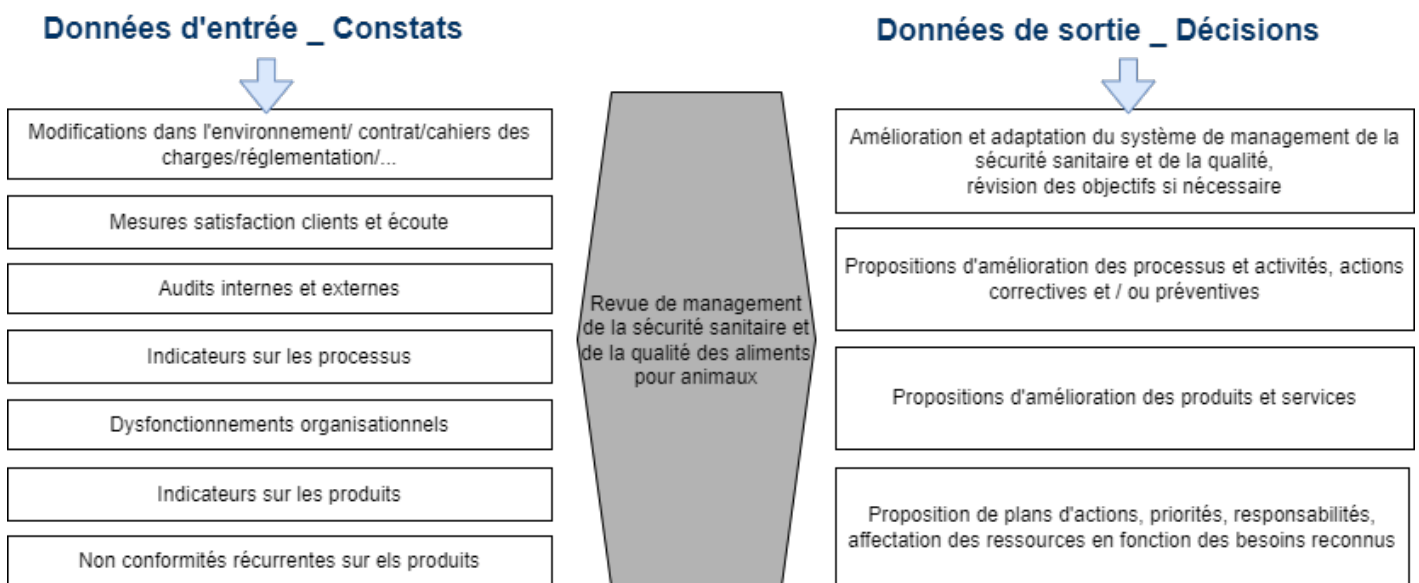 Données d'entrée _ Constats
Modifications dans l'environnement/ contrat/cahiers des
charges/réglementation/...
Mesures satisfaction clients et écoute
Audits internes et externes
Indicateurs sur les processus
Dysfonctionnements organisationnels
Indicateurs sur les produits
Non conformités récurrentes sur els produits
Revue de management
de la sécurité sanitaire et
de la qualité des aliments
pour animaux
Données de sortie _ Décisions
Amélioration et adaptation du système de management de la
sécurité sanitaire et de la qualité,
révision des objectifs si nécessaire
Propositions d'amélioration des processus et activités, actions
correctives et / ou préventives
Propositions d'amélioration des produits et services
Proposition de plans d'actions, priorités, responsabilités,
affectation des ressources en fonction des besoins reconnus